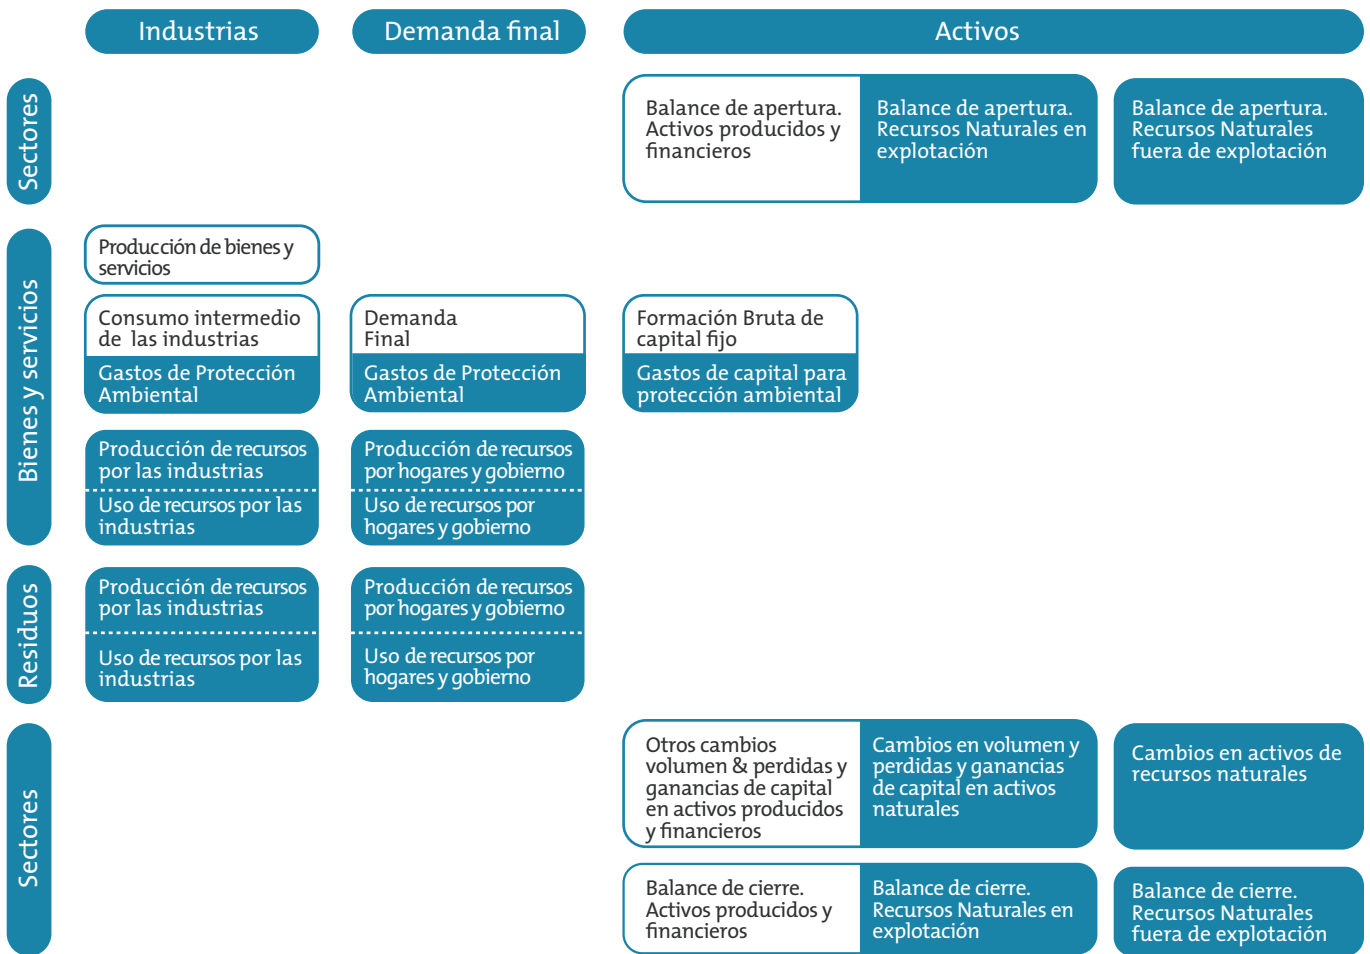 Industrias
Demanda final
Activos
Sectores
Balance de apertura.
Activos producidos y
financieros
Balance de apertura.
Recursos Naturales en
explotación
Balance de apertura.
Recursos Naturales
fuera de explotación
Bienes y servicios
Producción de bienes y
servicios
Consumo intermedio
de las industrias
Gastos de Protección
Ambiental
Demanda
Final
Gastos de Protección
Ambiental
Formación Bruta de
capital fijo
Gastos de capital para
protección ambiental
Producción de recursos
por las industrias
Uso de recursos por las
industrias
Producción de recursos
por hogares y gobierno
Uso de recursos por
hogares y gobierno
Residuos
Producción de recursos
por las industrias
Uso de recursos por las
industrias
Producción de recursos
por hogares y gobierno
Uso de recursos por
hogares y gobierno
Sectores
Otros cambios
volumen & perdidas y
ganancias de capital
en activos producidos
y financieros
Cambios en volumen y
perdidas y ganancias
de capital en activos
naturales
Cambios en activos de
recursos naturales
Balance de cierre.
Activos producidos y
financieros
Balance de cierre.
Recursos Naturales en
explotación
Balance de cierre.
Recursos Naturales
fuera de explotación